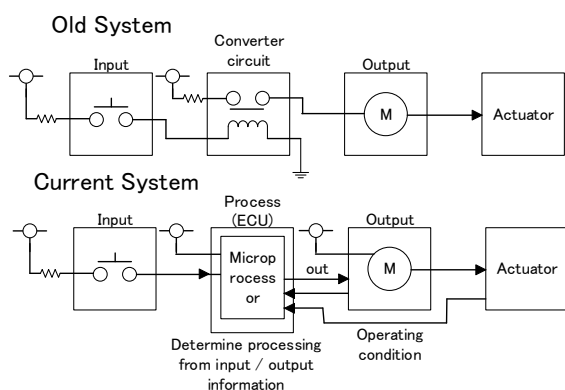 Old System
Input
Converter
circuit
Output
M
Actuator
Current System
Input
Process
(ECU)
Output
Microp
rocess
or
out
M
Actuator
Determine processing
from input / output
information
Operating
condition